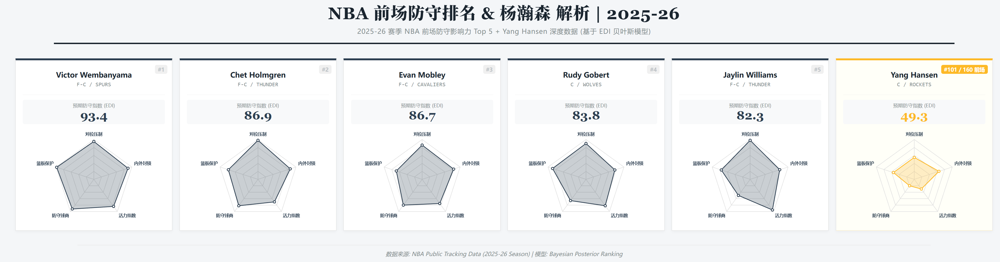 NBA 前场防守排名 & 杨瀚森 解析 | 2025-26
2025-26 赛季 NBA 前场防守影响力 Top 5 + Yang Hansen 深度数据 (基于 EDI 贝叶斯模型)
#1
Victor Wembanyama
F-C / SPURS
预期防守指数 (EDI)
93.4
对位压制
篮板保护
内外封锁
防守球商
活力指数
#2
Chet Holmgren
F-C / THUNDER
预期防守指数 (EDI)
86.9
对位压制
篮板保护
内外封锁
防守球商
活力指数
#3
Evan Mobley
F-C / CAVALIERS
预期防守指数 (EDI)
86.7
对位压制
篮板保护
内外封锁
防守球商
活力指数
#4
Rudy Gobert
C / WOLVES
预期防守指数 (EDI)
83.8
对位压制
篮板保护
内外封锁
防守球商
活力指数
#5
Jaylin Williams
F-C / THUNDER
预期防守指数 (EDI)
82.3
对位压制
篮板保护
内外封锁
防守球商
活力指数
#101 / 160 前场
Yang Hansen
C / ROCKETS
预期防守指数 (EDI)
49.3
对位压制
篮板保护
内外封锁
防守球商
活力指数
数据来源: NBA Public Tracking Data (2025-26 Season) | 模型: Bayesian Posterior Ranking